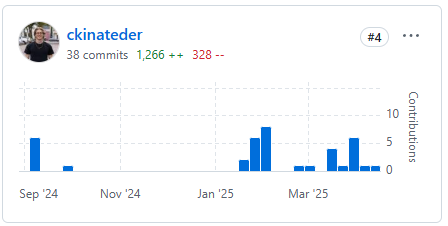 ckinateder
#4
38 commits 1,266 ++ 328 --
10
5
0
Contributions
Sep '24 Nov '24 Jan '25 Mar '25